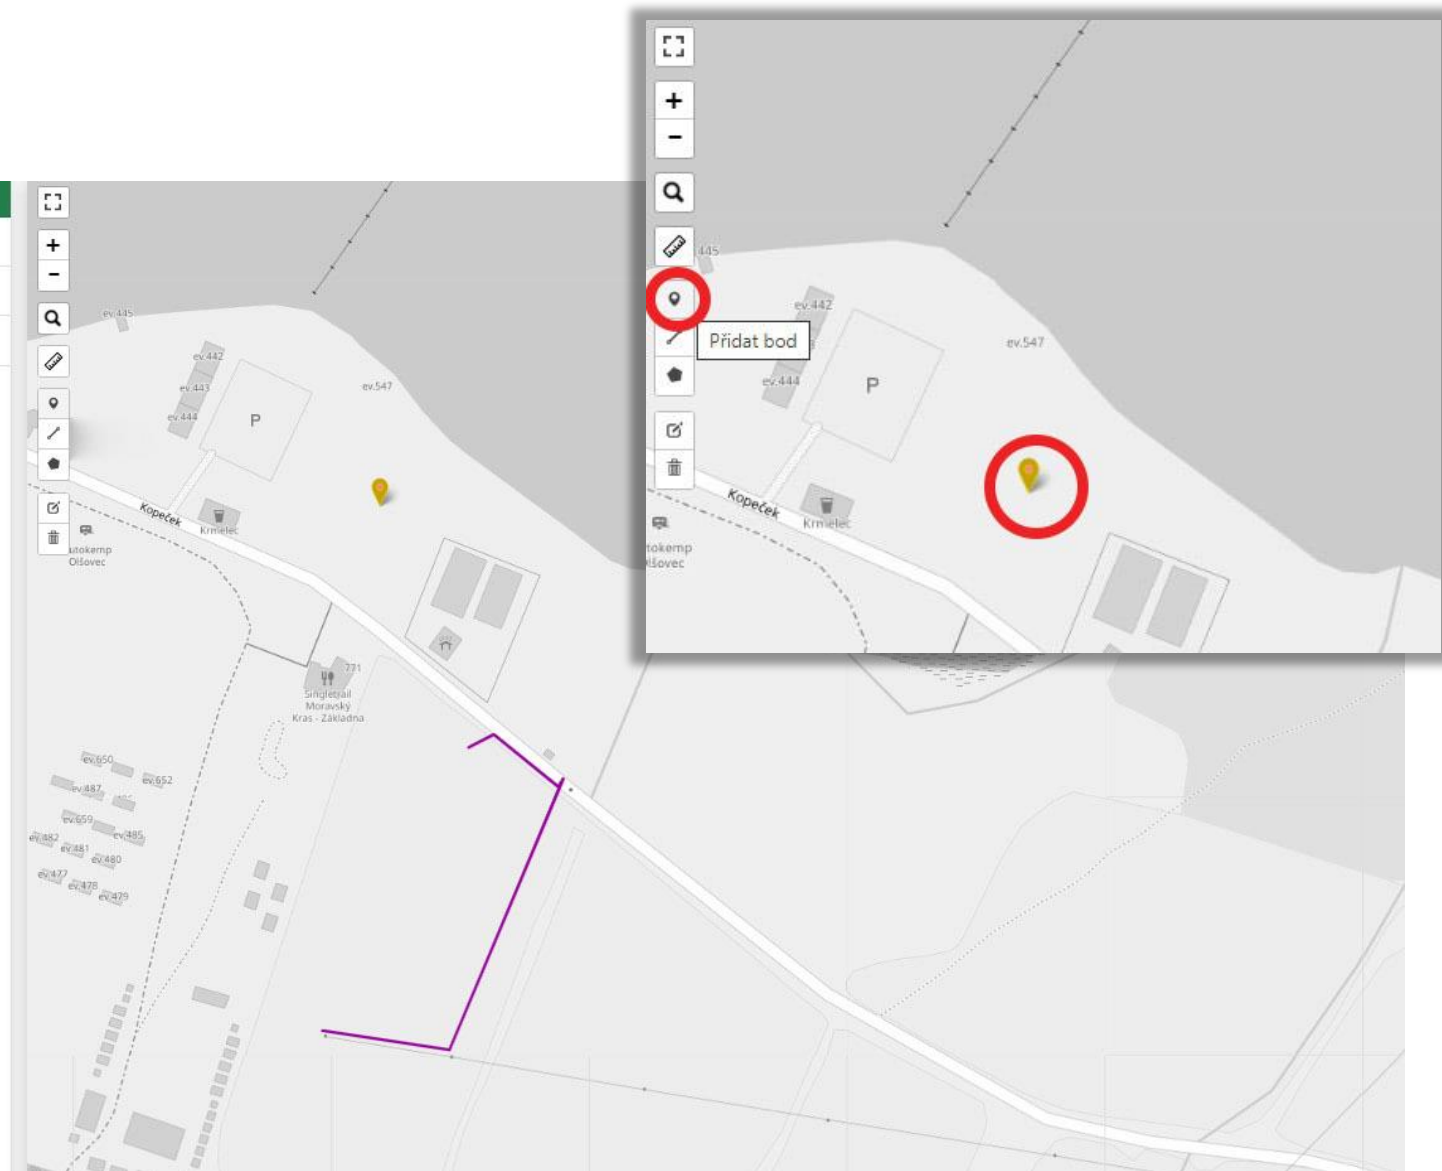 445
ev.442
ev.547
Přidat bod
ev.444
P
Kopeček
Krmelec
tokemp
lšovec
ev.445
ev.442
ev.443
ev.547
ev.444
P
Kopeček
Krmelec
utokemp
Olšovec
771
Singletrail
Moravský
Kras - Základna
ev.650
ev.652
ev.487
ev.659
ev.482
ev.485
ev.481
ev.480
ev.477
ev.478
ev.479